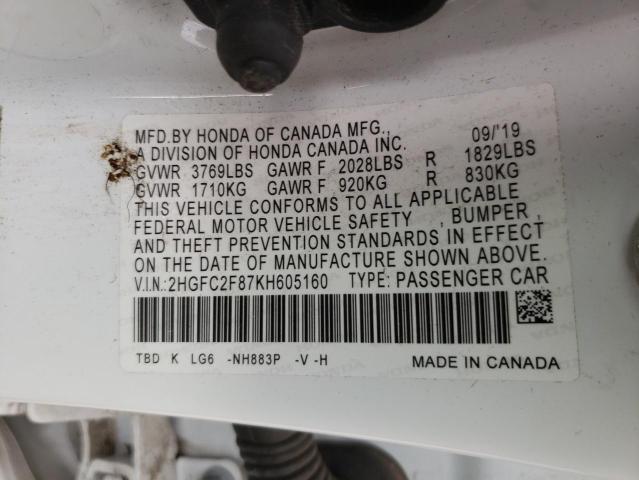 MFD.BY HONDA OF CANADA MFG., 09/'19
A DIVISION OF HONDA CANADA INC.
GVWR 3769LBS GAWR F 2028LBS R 1829LBS
GVWR 1710KG GAWR F 920KG R 830KG
THIS VEHICLE CONFORMS TO ALL APPLICABLE
FEDERAL MOTOR VEHICLE SAFETY , BUMPER ,
AND THEFT PREVENTION STANDARDS IN EFFECT
ON THE DATE OF MANUFACTURE SHOWN ABOVE.
V.I.N.:2HGFC2F87KH605160 TYPE: PASSENGER CAR
TBD K LG6 -NH883P -V -H MADE IN CANADA